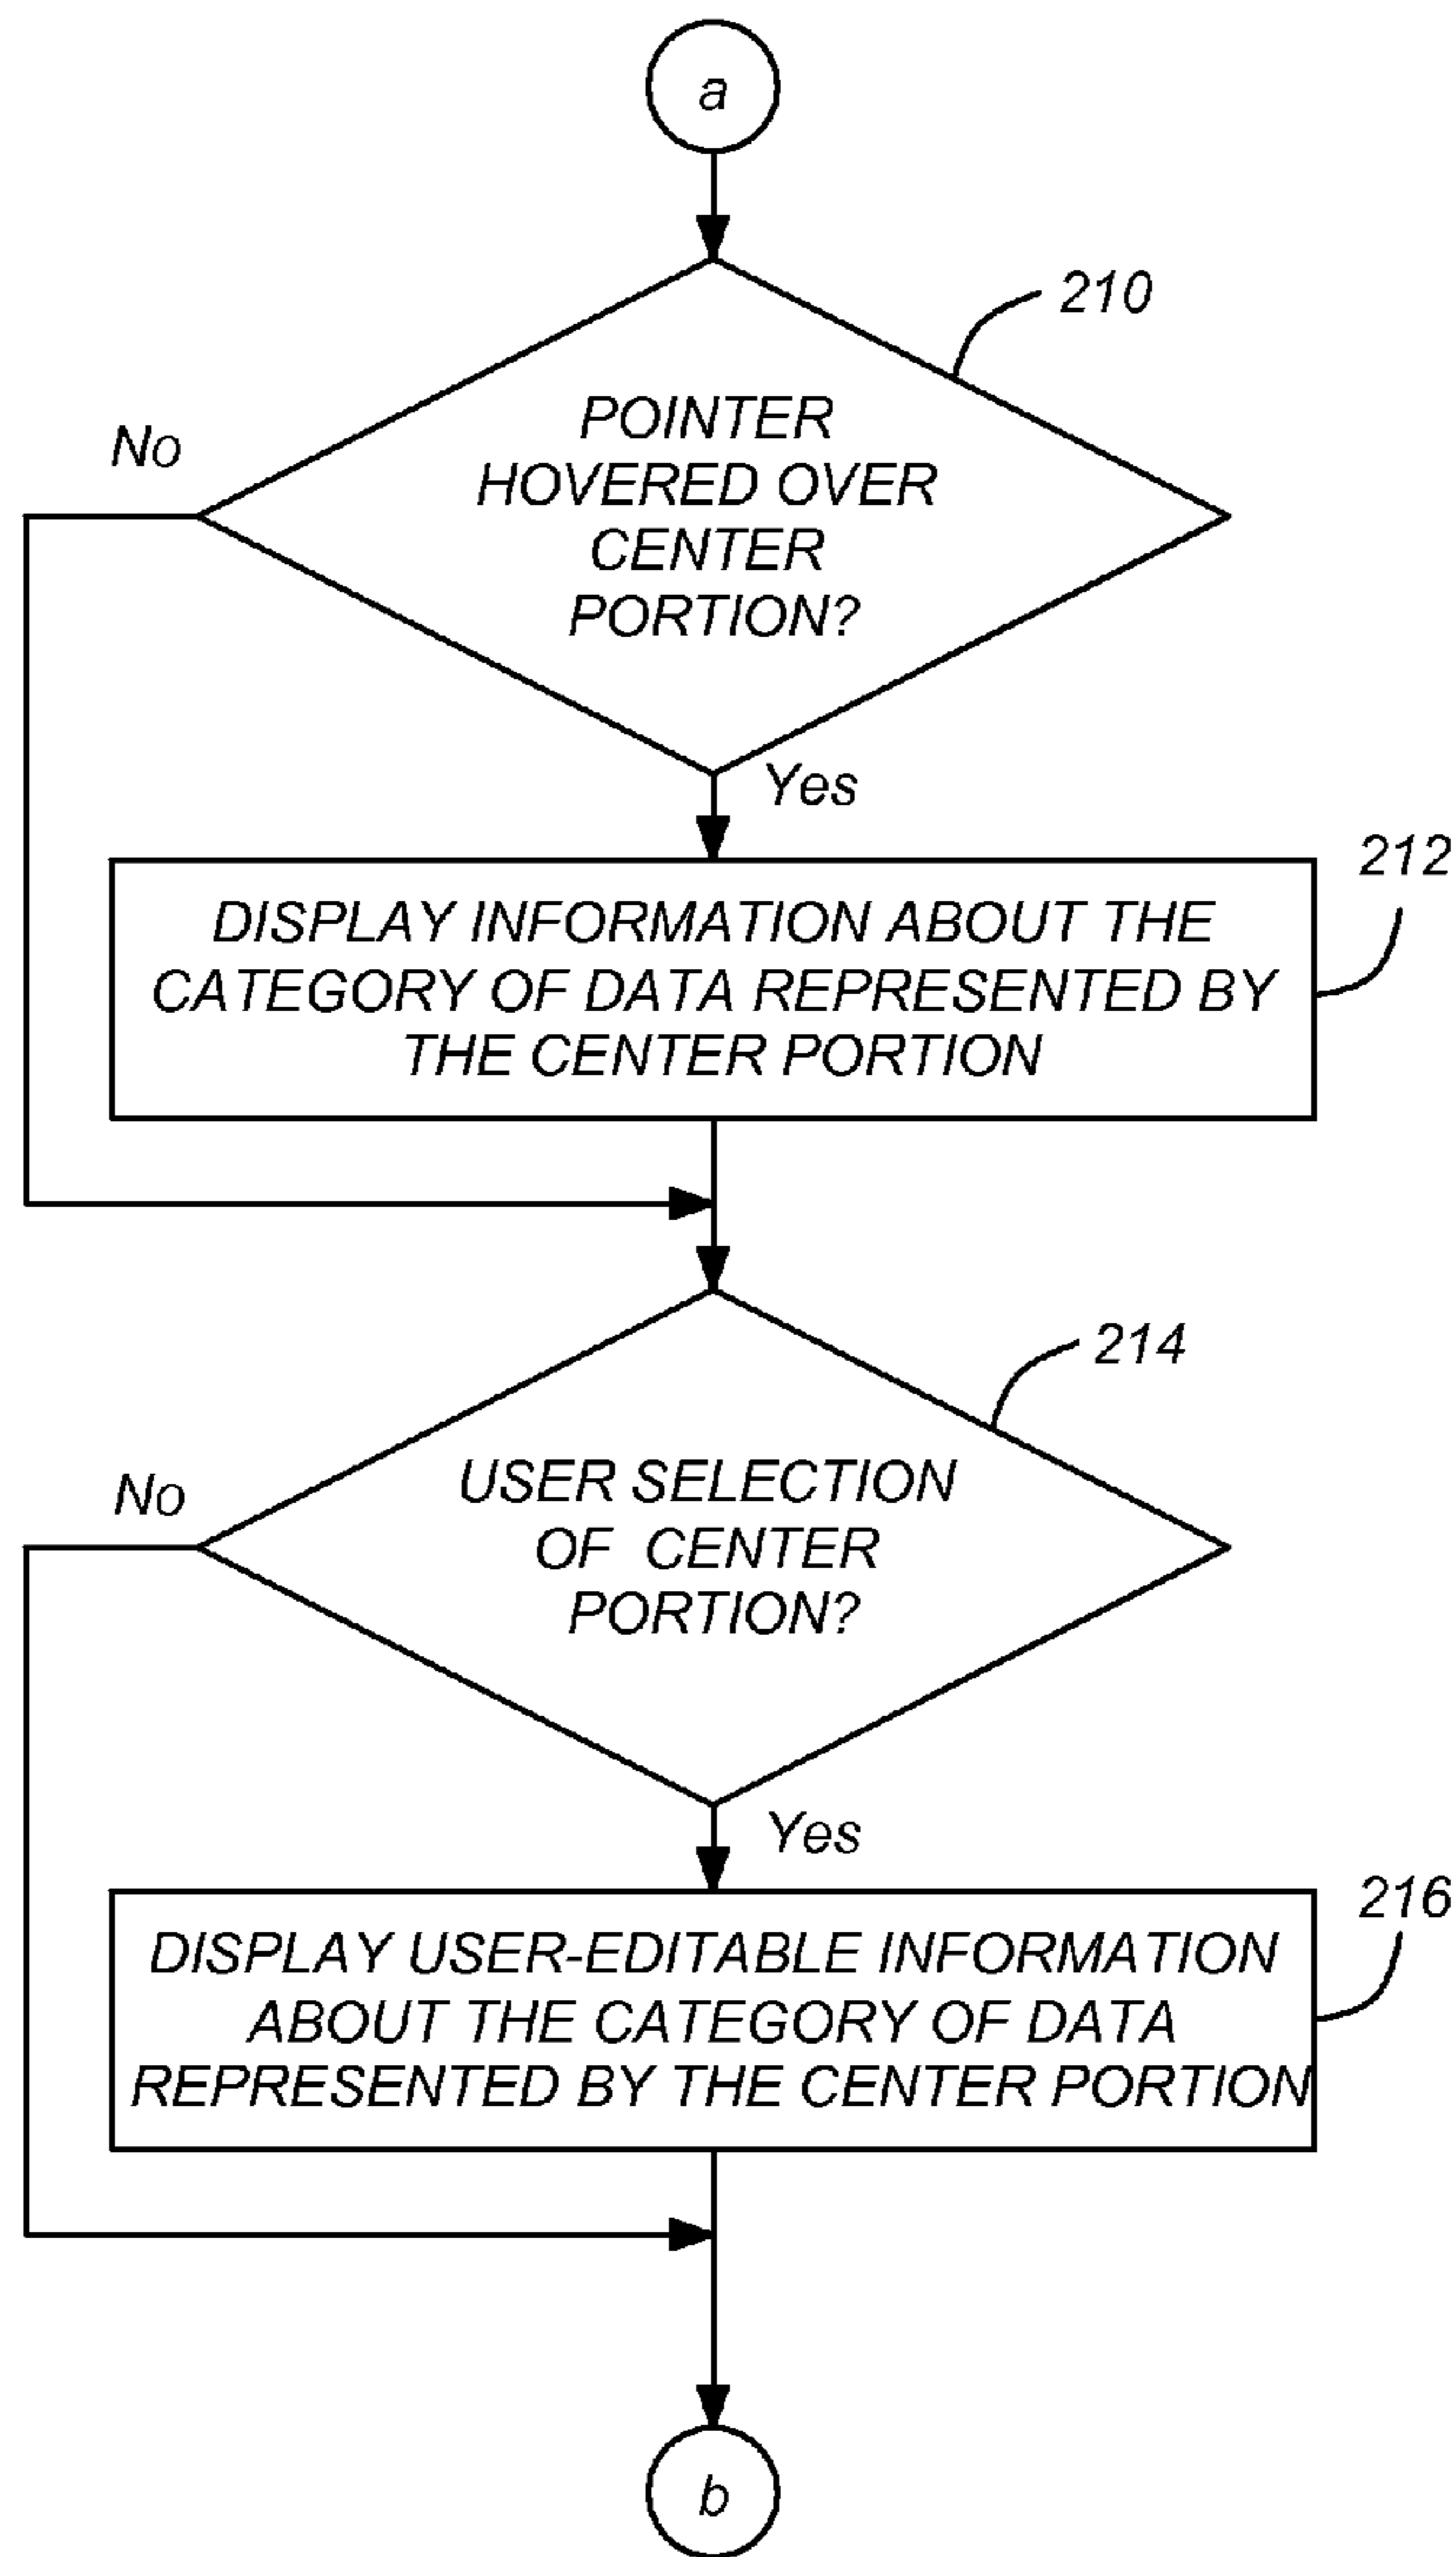 a
210
POINTER
HOVERED OVER
CENTER
PORTION?
No
Yes
212
DISPLAY INFORMATION ABOUT THE
CATEGORY OF DATA REPRESENTED BY
THE CENTER PORTION
214
USER SELECTION
OF CENTER
PORTION?
No
Yes
216
DISPLAY USER-EDITABLE INFORMATION
ABOUT THE CATEGORY OF DATA
REPRESENTED BY THE CENTER PORTION
b